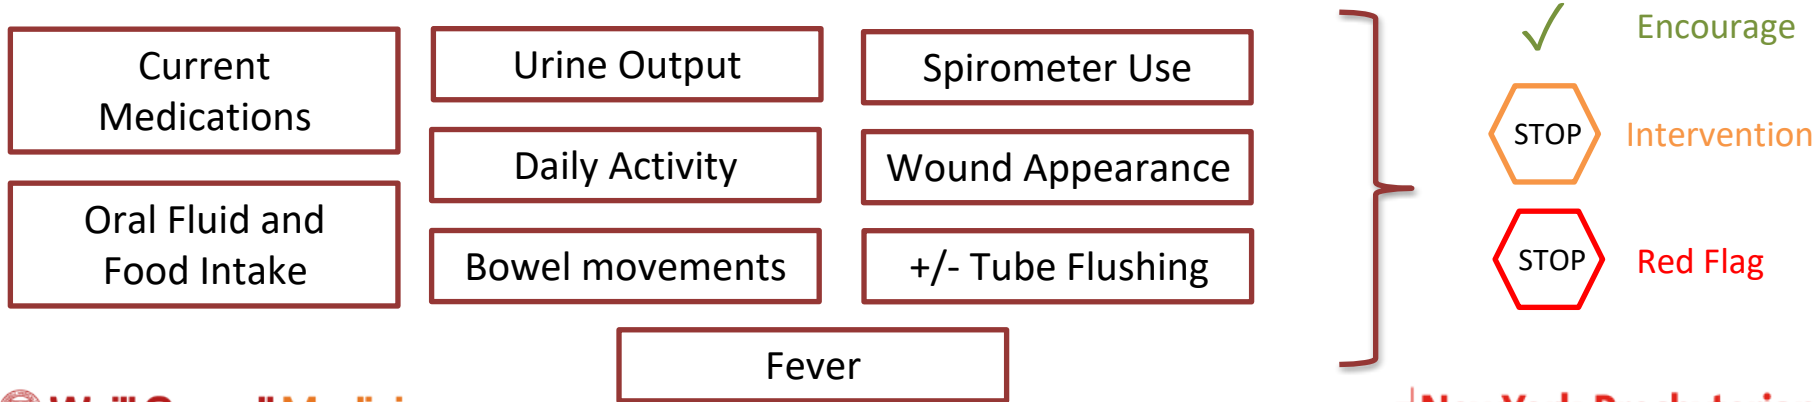 Current
Medications
Oral Fluid and
Food Intake
Urine Output
Daily Activity
Bowel movements
Spirometer Use
Wound Appearance
+/- Tube Flushing
Fever
Encourage
STOP Intervention
STOP Red Flag